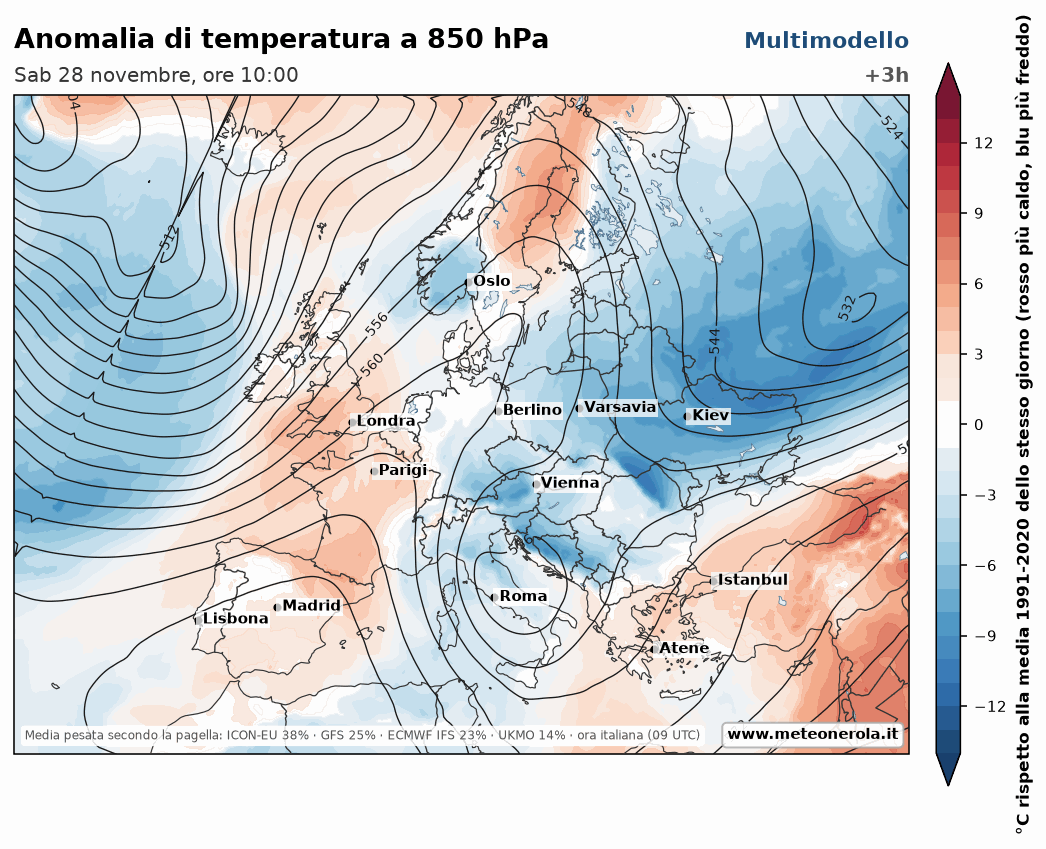 Anomalia di temperatura a 850 hPa
Multimodello
Sab 28 novembre, ore 10:00
+3h
548
524
512
532
556
544
560
Oslo
Berlino
Varsavia
Kiev
Londra
Parigi
Vienna
Istanbul
Roma
Madrid
Lisbona
Atene
Media pesata secondo la pagella: ICON-EU 38% · GFS 25% · ECMWF IFS 23% · UKMO 14% · ora italiana (09 UTC)
www.meteonerola.it
12
9
6
3
0
−3
−6
−9
−12
°C rispetto alla media 1991-2020 dello stesso giorno (rosso più caldo, blu più freddo)